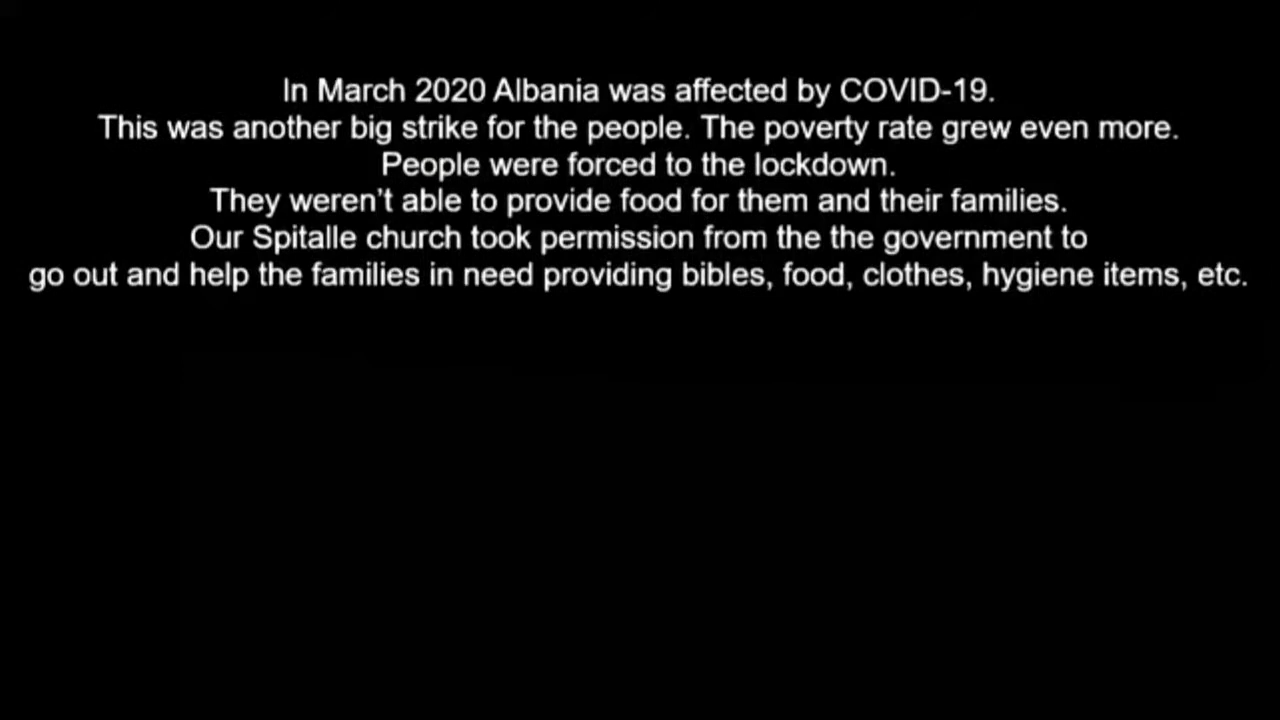 In March 2020 Albania was affected by COVID-19.
This was another big strike for the people. The poverty rate grew even more.
People were forced to the lockdown.
They weren’t able to provide food for them and their families.
Our Spitalle church took permission from the the government to
go out and help the families in need providing bibles, food, clothes, hygiene items, etc.